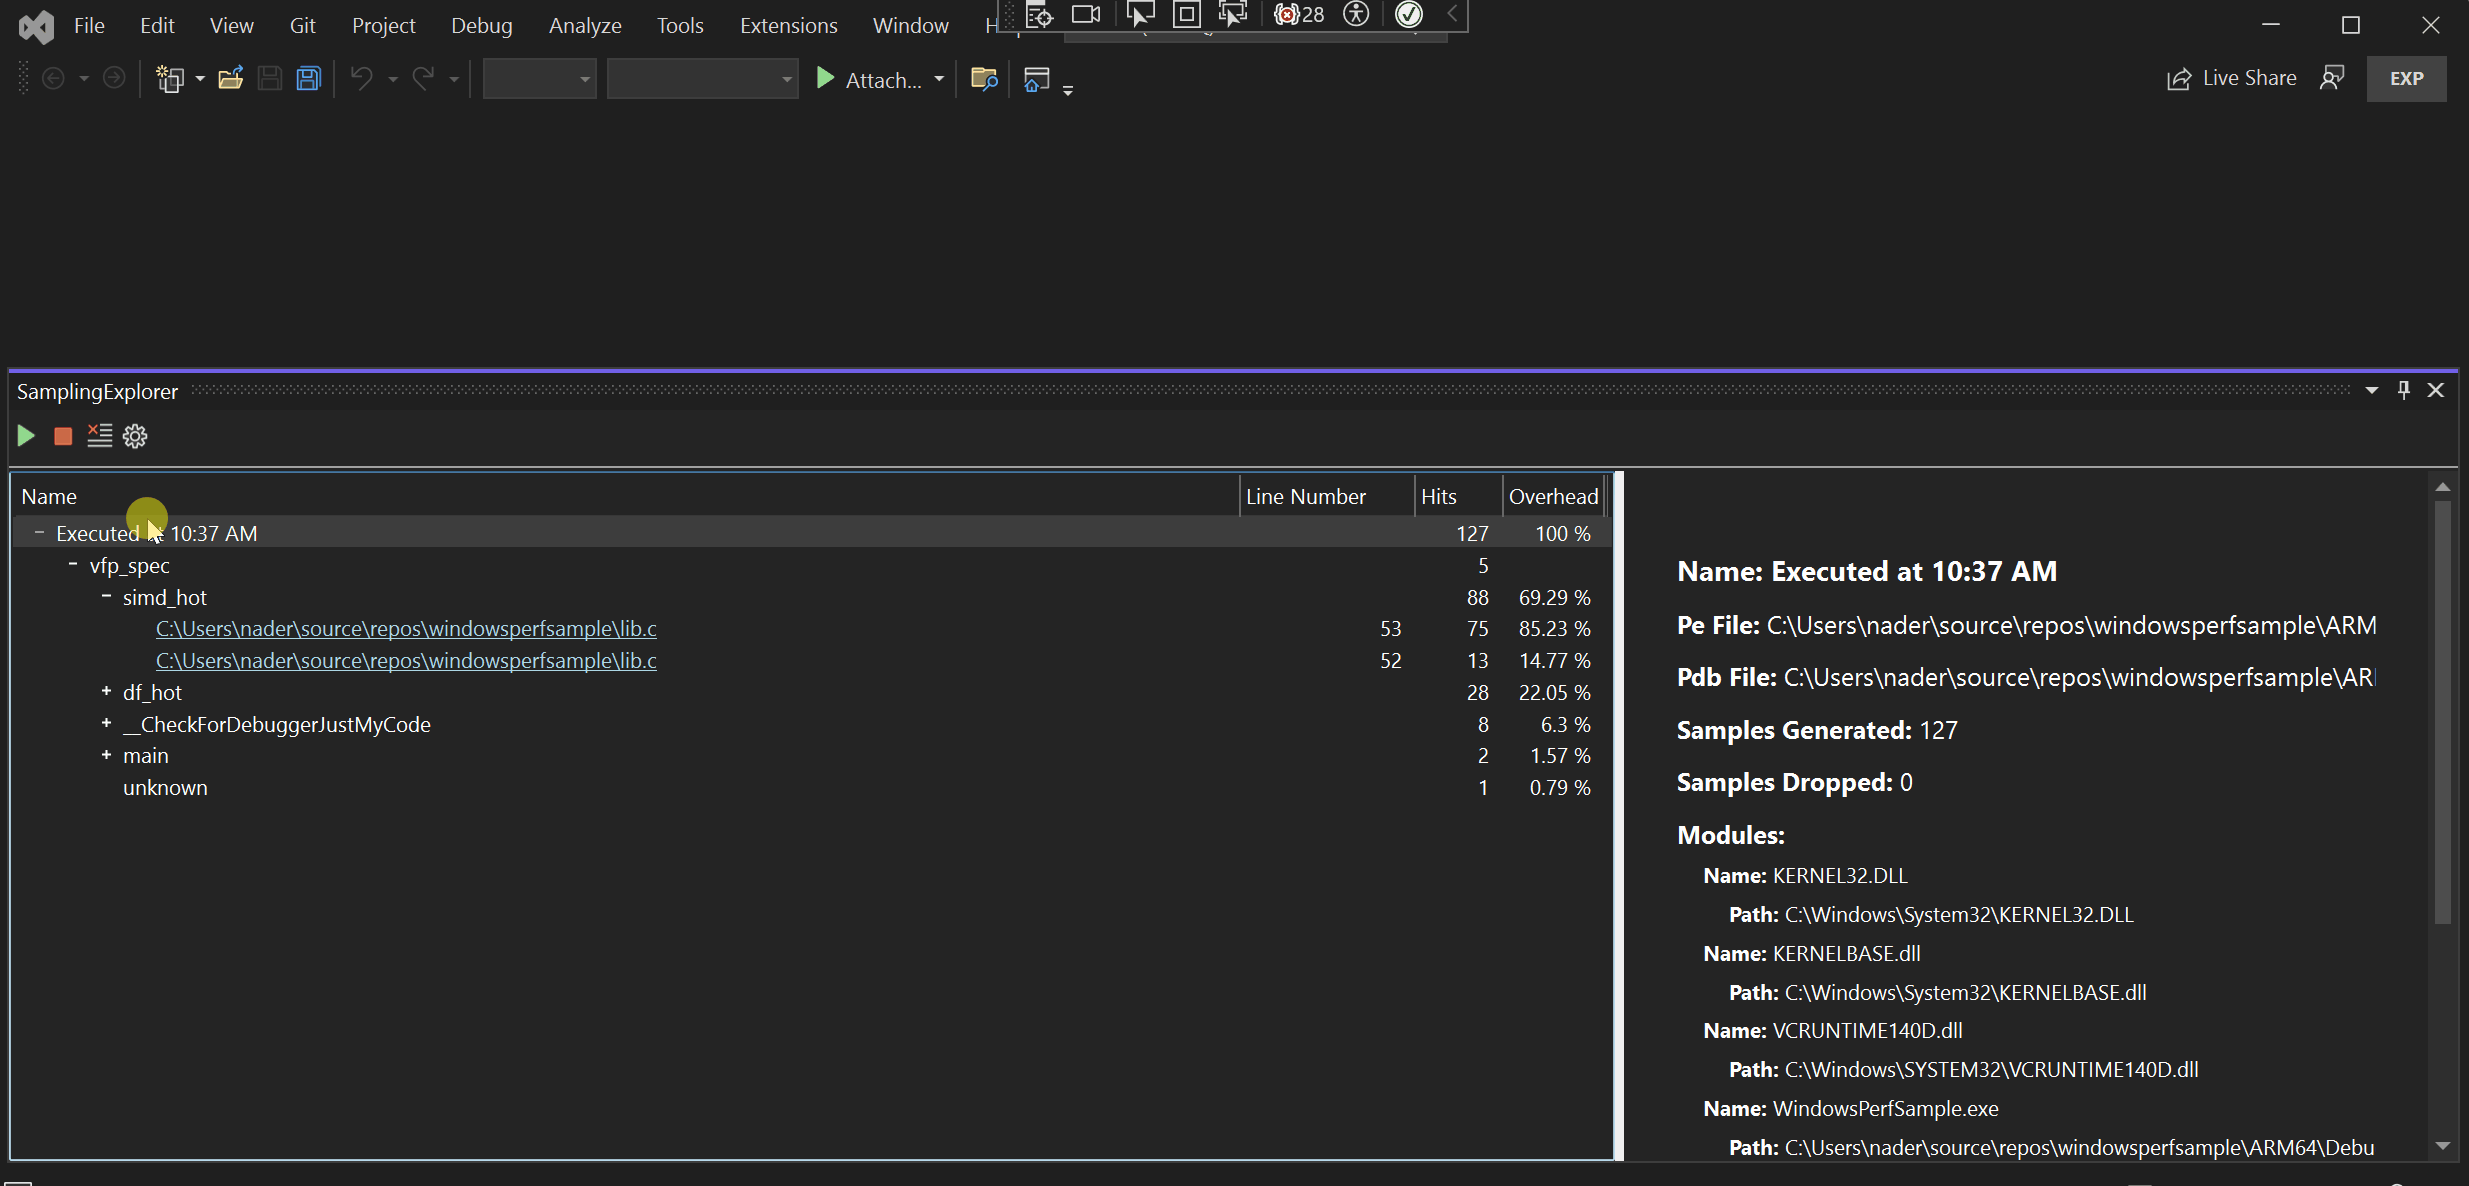 File Edit View Git Project Debug Analyze Tools Extensions Window
28
Attach...
Live Share
EXP
SamplingExplorer
Name Line Number Hits Overhead
Executed at 10:37 AM 127 100 %
vfp_spec 5
simd_hot 88 69.29 %
C:\Users\nader\source\repos\windowsperfsample\lib.c 53 75 85.23 %
C:\Users\nader\source\repos\windowsperfsample\lib.c 52 13 14.77 %
df_hot 28 22.05 %
__CheckForDebuggerJustMyCode 8 6.3 %
main 2 1.57 %
unknown 1 0.79 %
Name: Executed at 10:37 AM
Pe File: C:\Users\nader\source\repos\windowsperfsample\ARM
Pdb File: C:\Users\nader\source\repos\windowsperfsample\AR
Samples Generated: 127
Samples Dropped: 0
Modules:
Name: KERNEL32.DLL
Path: C:\Windows\System32\KERNEL32.DLL
Name: KERNELBASE.dll
Path: C:\Windows\System32\KERNELBASE.dll
Name: VCRUNTIME140D.dll
Path: C:\Windows\SYSTEM32\VCRUNTIME140D.dll
Name: WindowsPerfSample.exe
Path: C:\Users\nader\source\repos\windowsperfsample\ARM64\Debu